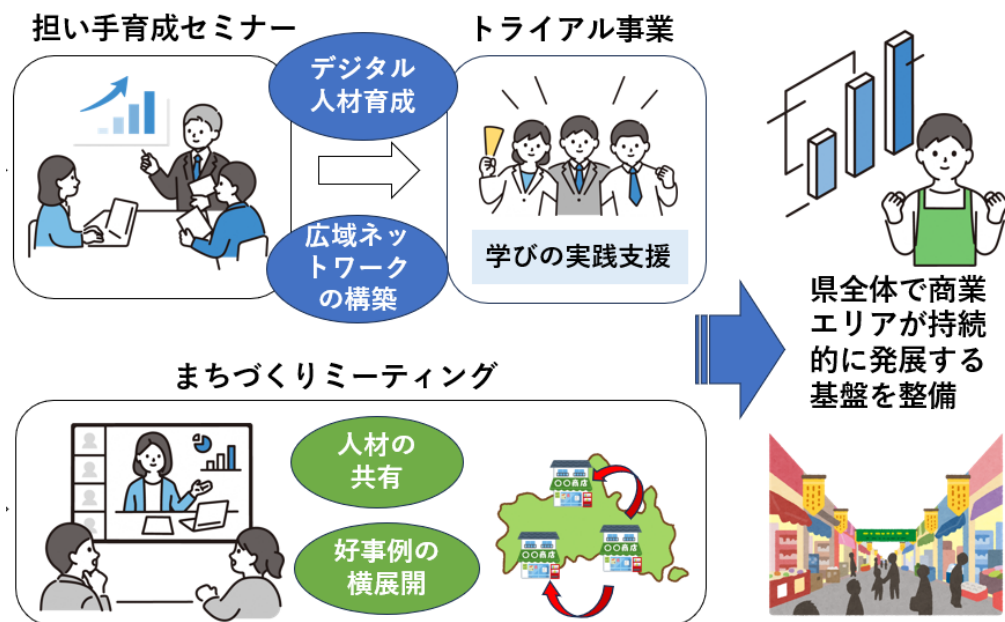 担い手育成セミナー
デジタル
人材育成
広域ネッ
トワーク
の構築
トライアル事業
学びの実践支援
県全体で商業
エリアが持続
的に発展する
基盤を整備
まちづくりミーティング
人材の
共有
好事例の
横展開
〇〇商店
〇〇商店
〇〇商店